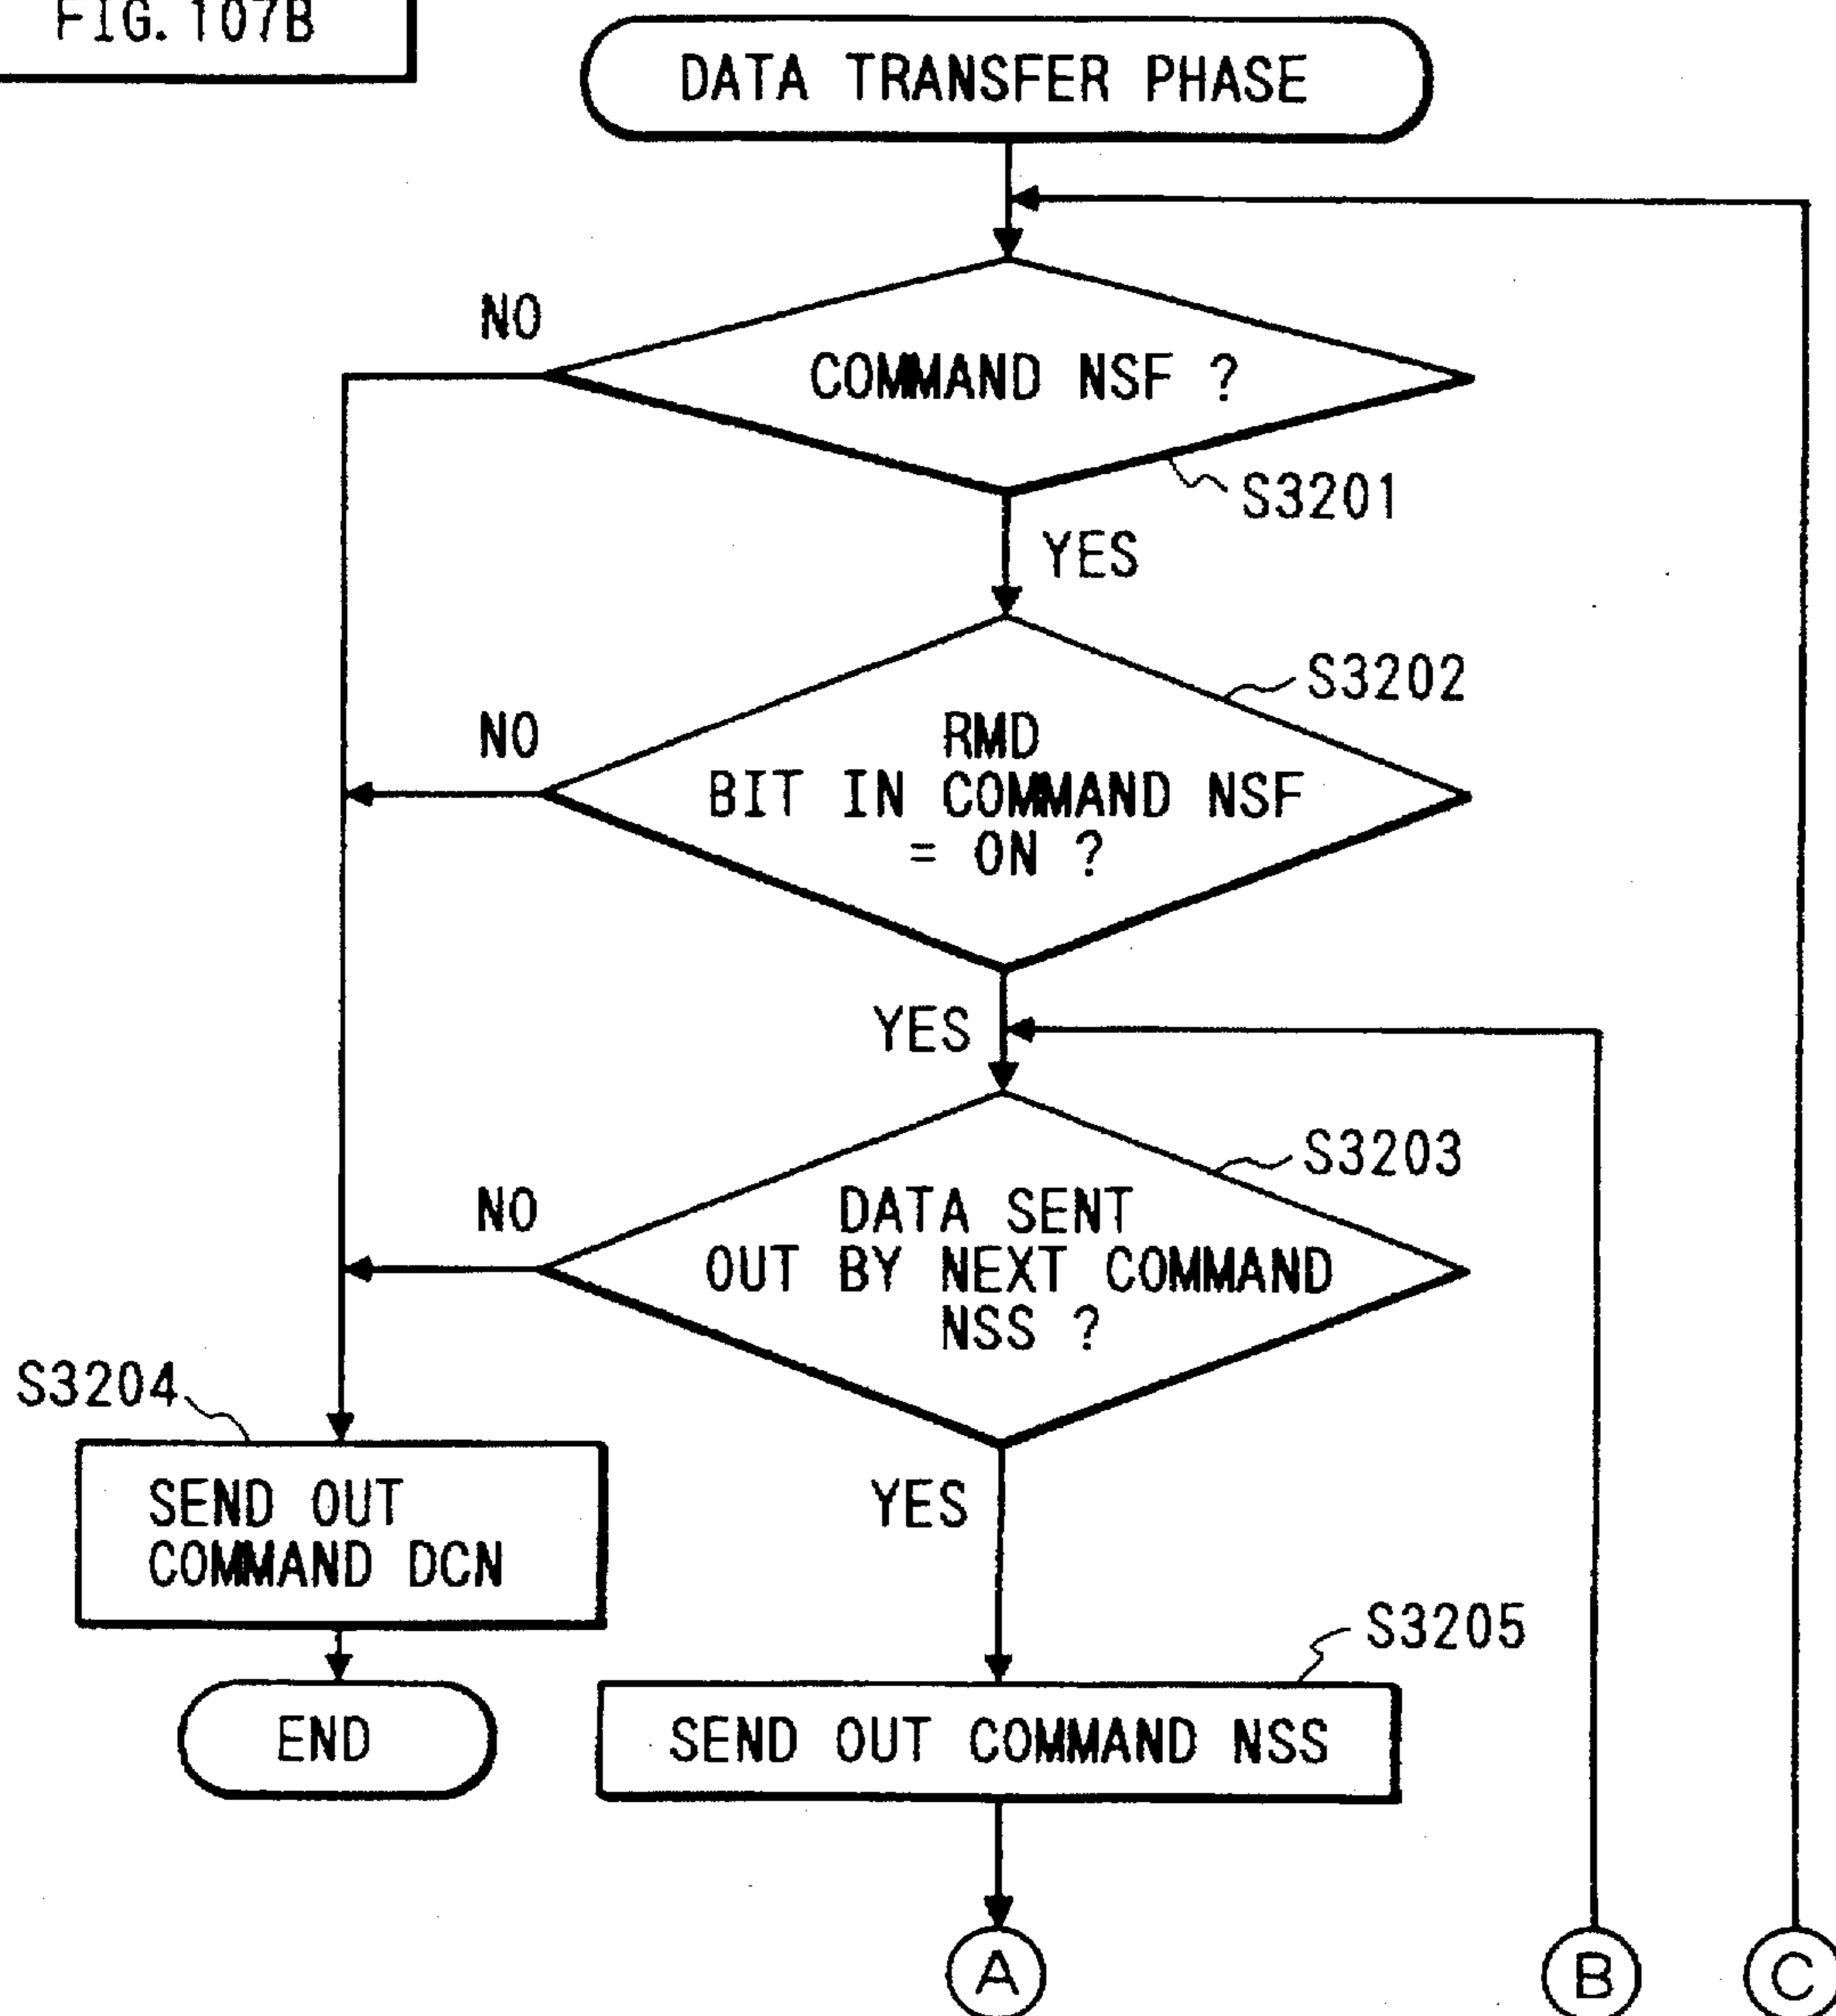 FIG. 107B
DATA TRANSFER PHASE
NO
COMMAND NSF ?
S3201
YES
S3202
NO
RMD
BIT IN COMMAND NSF
= ON ?
YES
S3203
NO
DATA SENT
OUT BY NEXT COMMAND
NSS ?
S3204
SEND OUT
COMMAND DCN
YES
S3205
END
SEND OUT COMMAND NSS
A
B
C